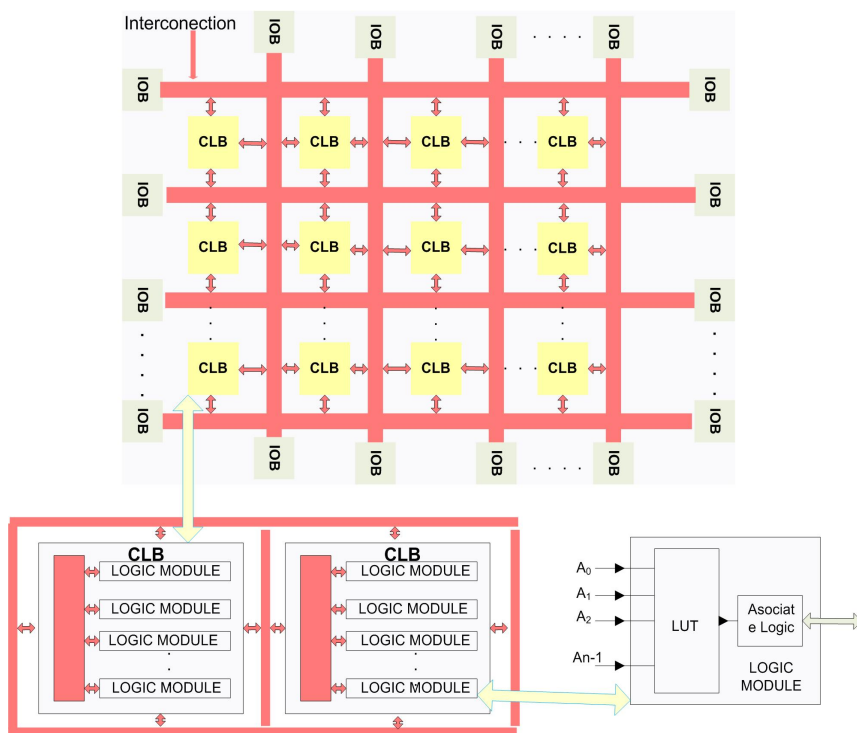 Interconection
IOB IOB IOB . . . . . IOB
IOB IOB
CLB CLB CLB . . . CLB
IOB IOB
CLB CLB CLB . . . CLB
IOB IOB
CLB CLB CLB . . . CLB
IOB IOB
IOB IOB IOB . . . . . IOB
CLB
LOGIC MODULE
LOGIC MODULE
LOGIC MODULE
LOGIC MODULE
CLB
LOGIC MODULE
LOGIC MODULE
LOGIC MODULE
LOGIC MODULE
A0
A1
A2
An-1
LUT
Asociat
e Logic
LOGIC
MODULE